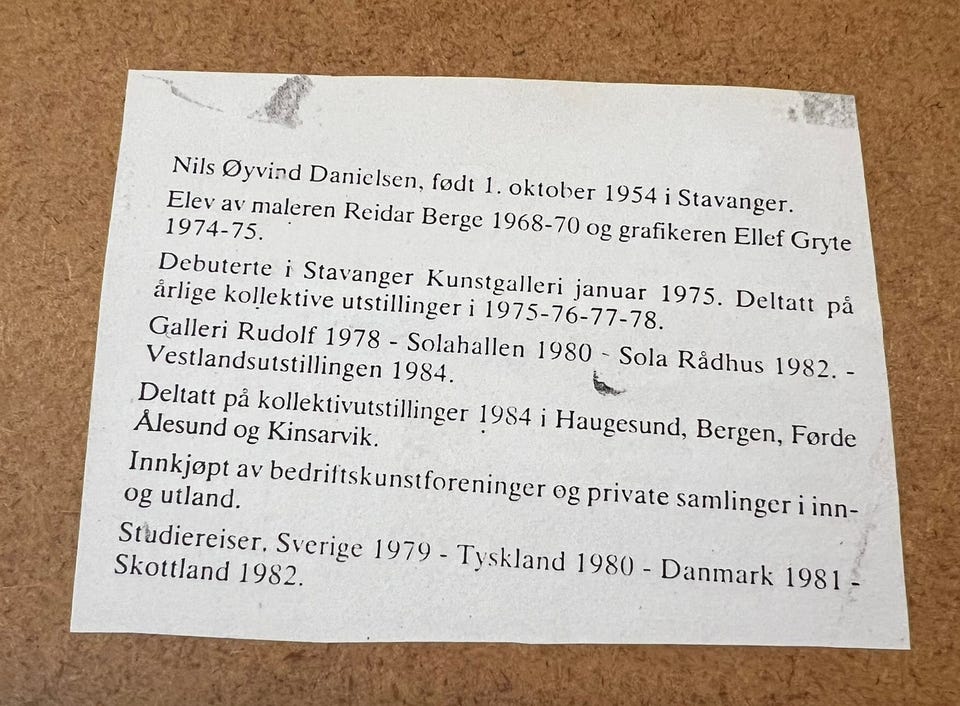 Nils Øyvind Danielsen, født 1. oktober 1954 i Stavanger.
Elev av maleren Reidar Berge 1968-70 og grafikeren Ellef Gryte
1974-75.
Debuterte i Stavanger Kunstgalleri januar 1975. Deltatt på
årlige kollektive utstillinger i 1975-76-77-78.
Galleri Rudolf 1978 - Solahallen 1980 - Sola Rådhus 1982. -
Vestlandsutstillingen 1984.
Deltatt på kollektivutstillinger 1984 i Haugesund, Bergen, Førde
Ålesund og Kinsarvik.
Innkjøpt av bedriftskunstforeninger og private samlinger i inn-
og utland.
Studiereiser. Sverige 1979 - Tyskland 1980 - Danmark 1981 -
Skottland 1982.